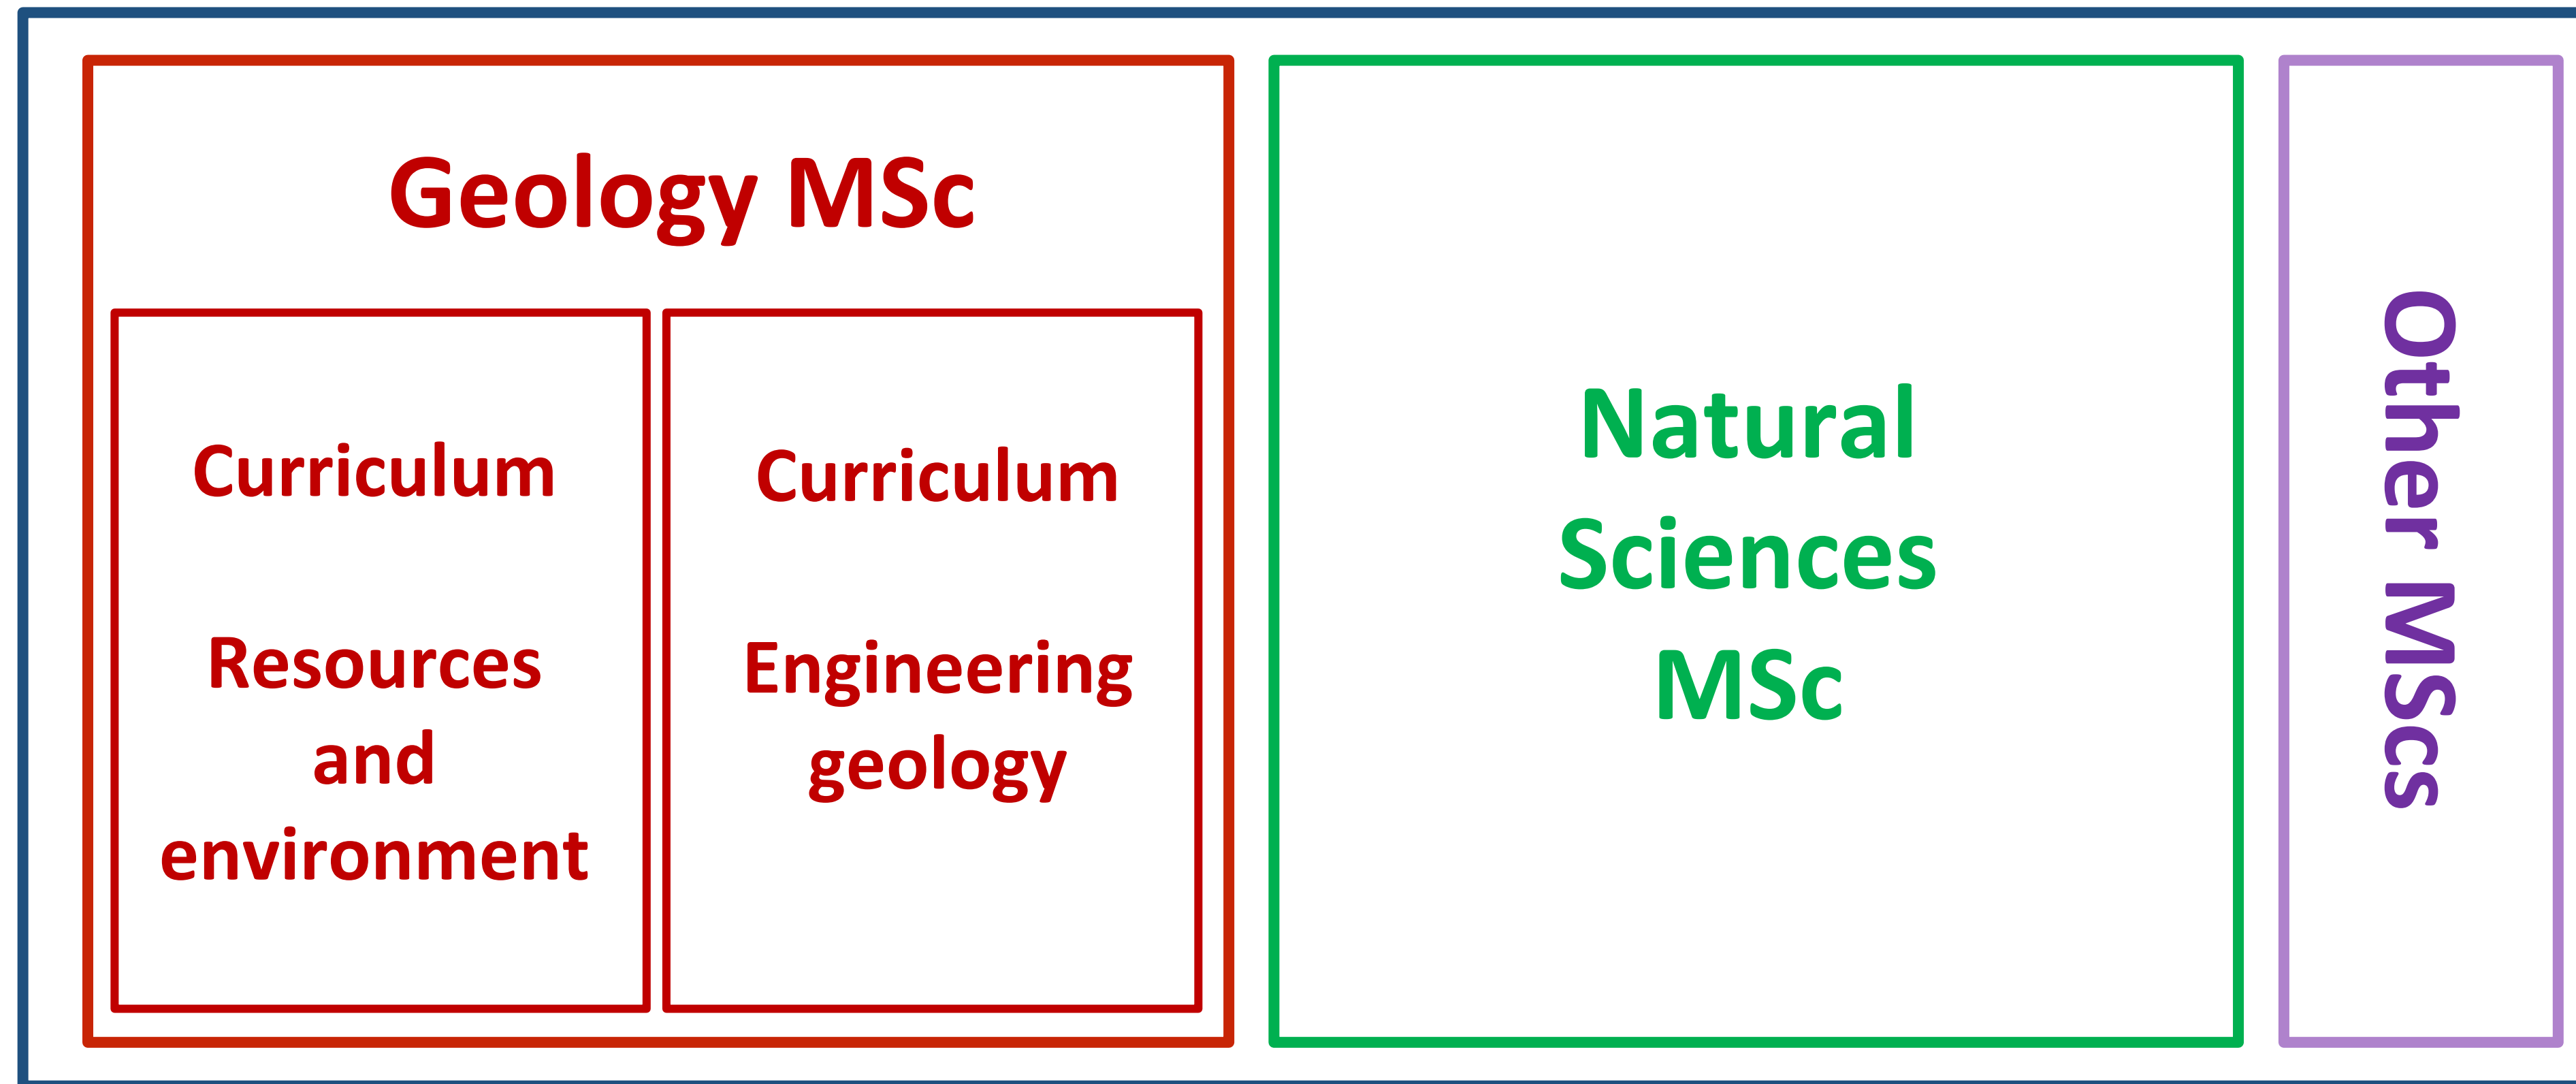 Geology MSc
Curriculum
Resources
and
environment
Curriculum
Engineering
geology
Natural
Sciences
MSc
Other MScs